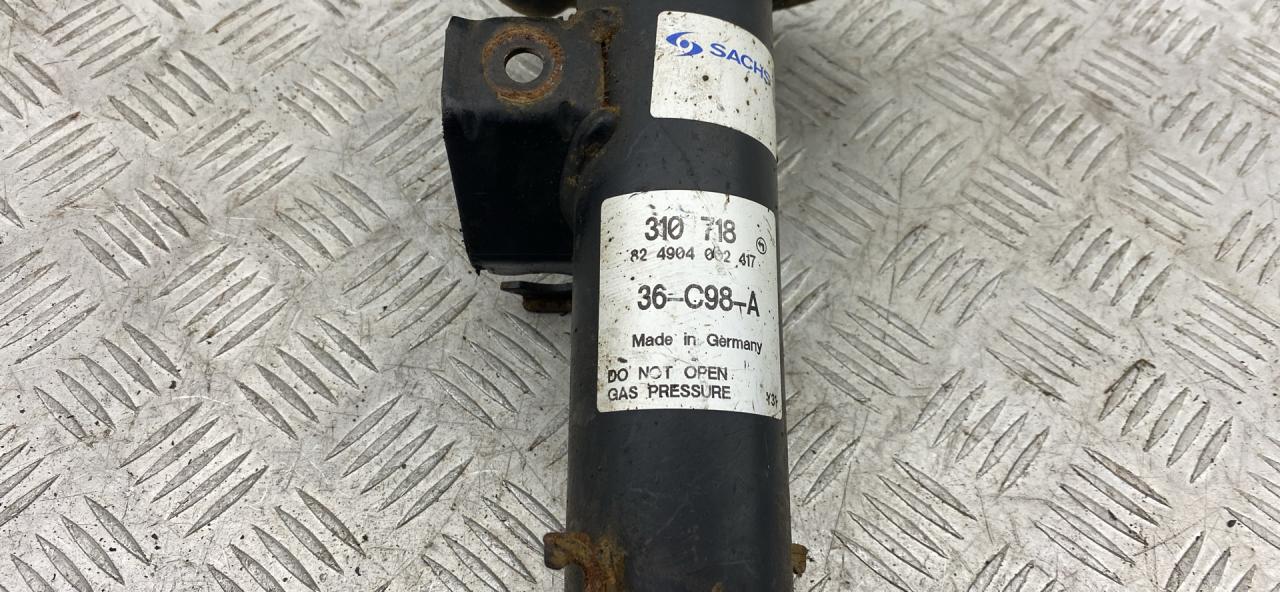 SACHS
310 718
82 4904 002 417
36-C98-A
Made in Germany
DO NOT OPEN
GAS PRESSURE